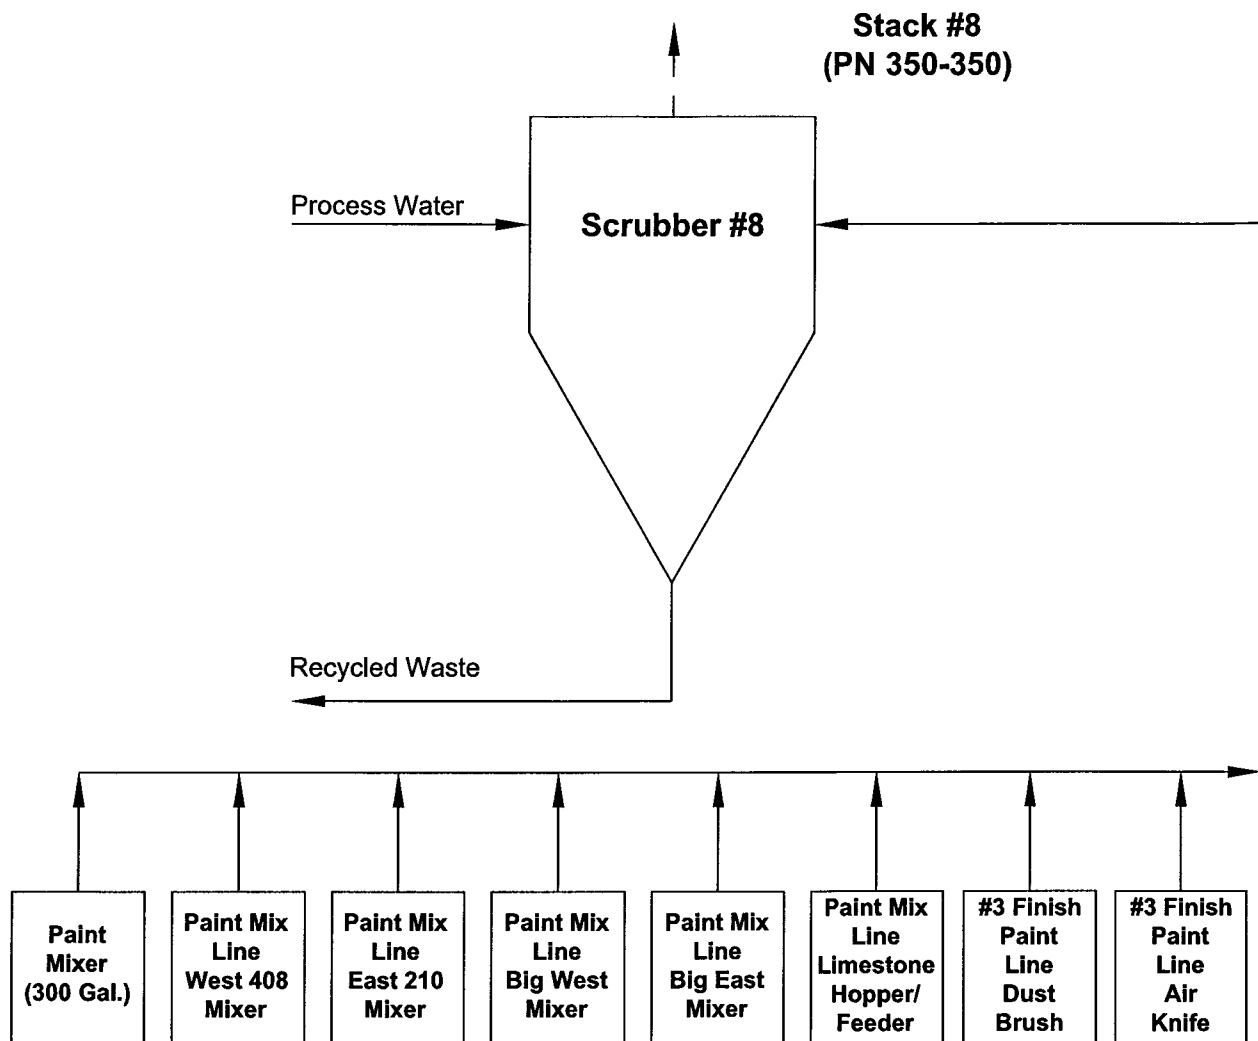 Stack #8
(PN 350-350)
Process Water
Scrubber #8
Recycled Waste
Paint
Mixer
(300 Gal.)
Paint Mix
Line
West 408
Mixer
Paint Mix
Line
East 210
Mixer
Paint Mix
Line
Big West
Mixer
Paint Mix
Line
Big East
Mixer
Paint Mix
Line
Limestone
Hopper/
Feeder
#3 Finish
Paint
Line
Dust
Brush
#3 Finish
Paint
Line
Air
Knife